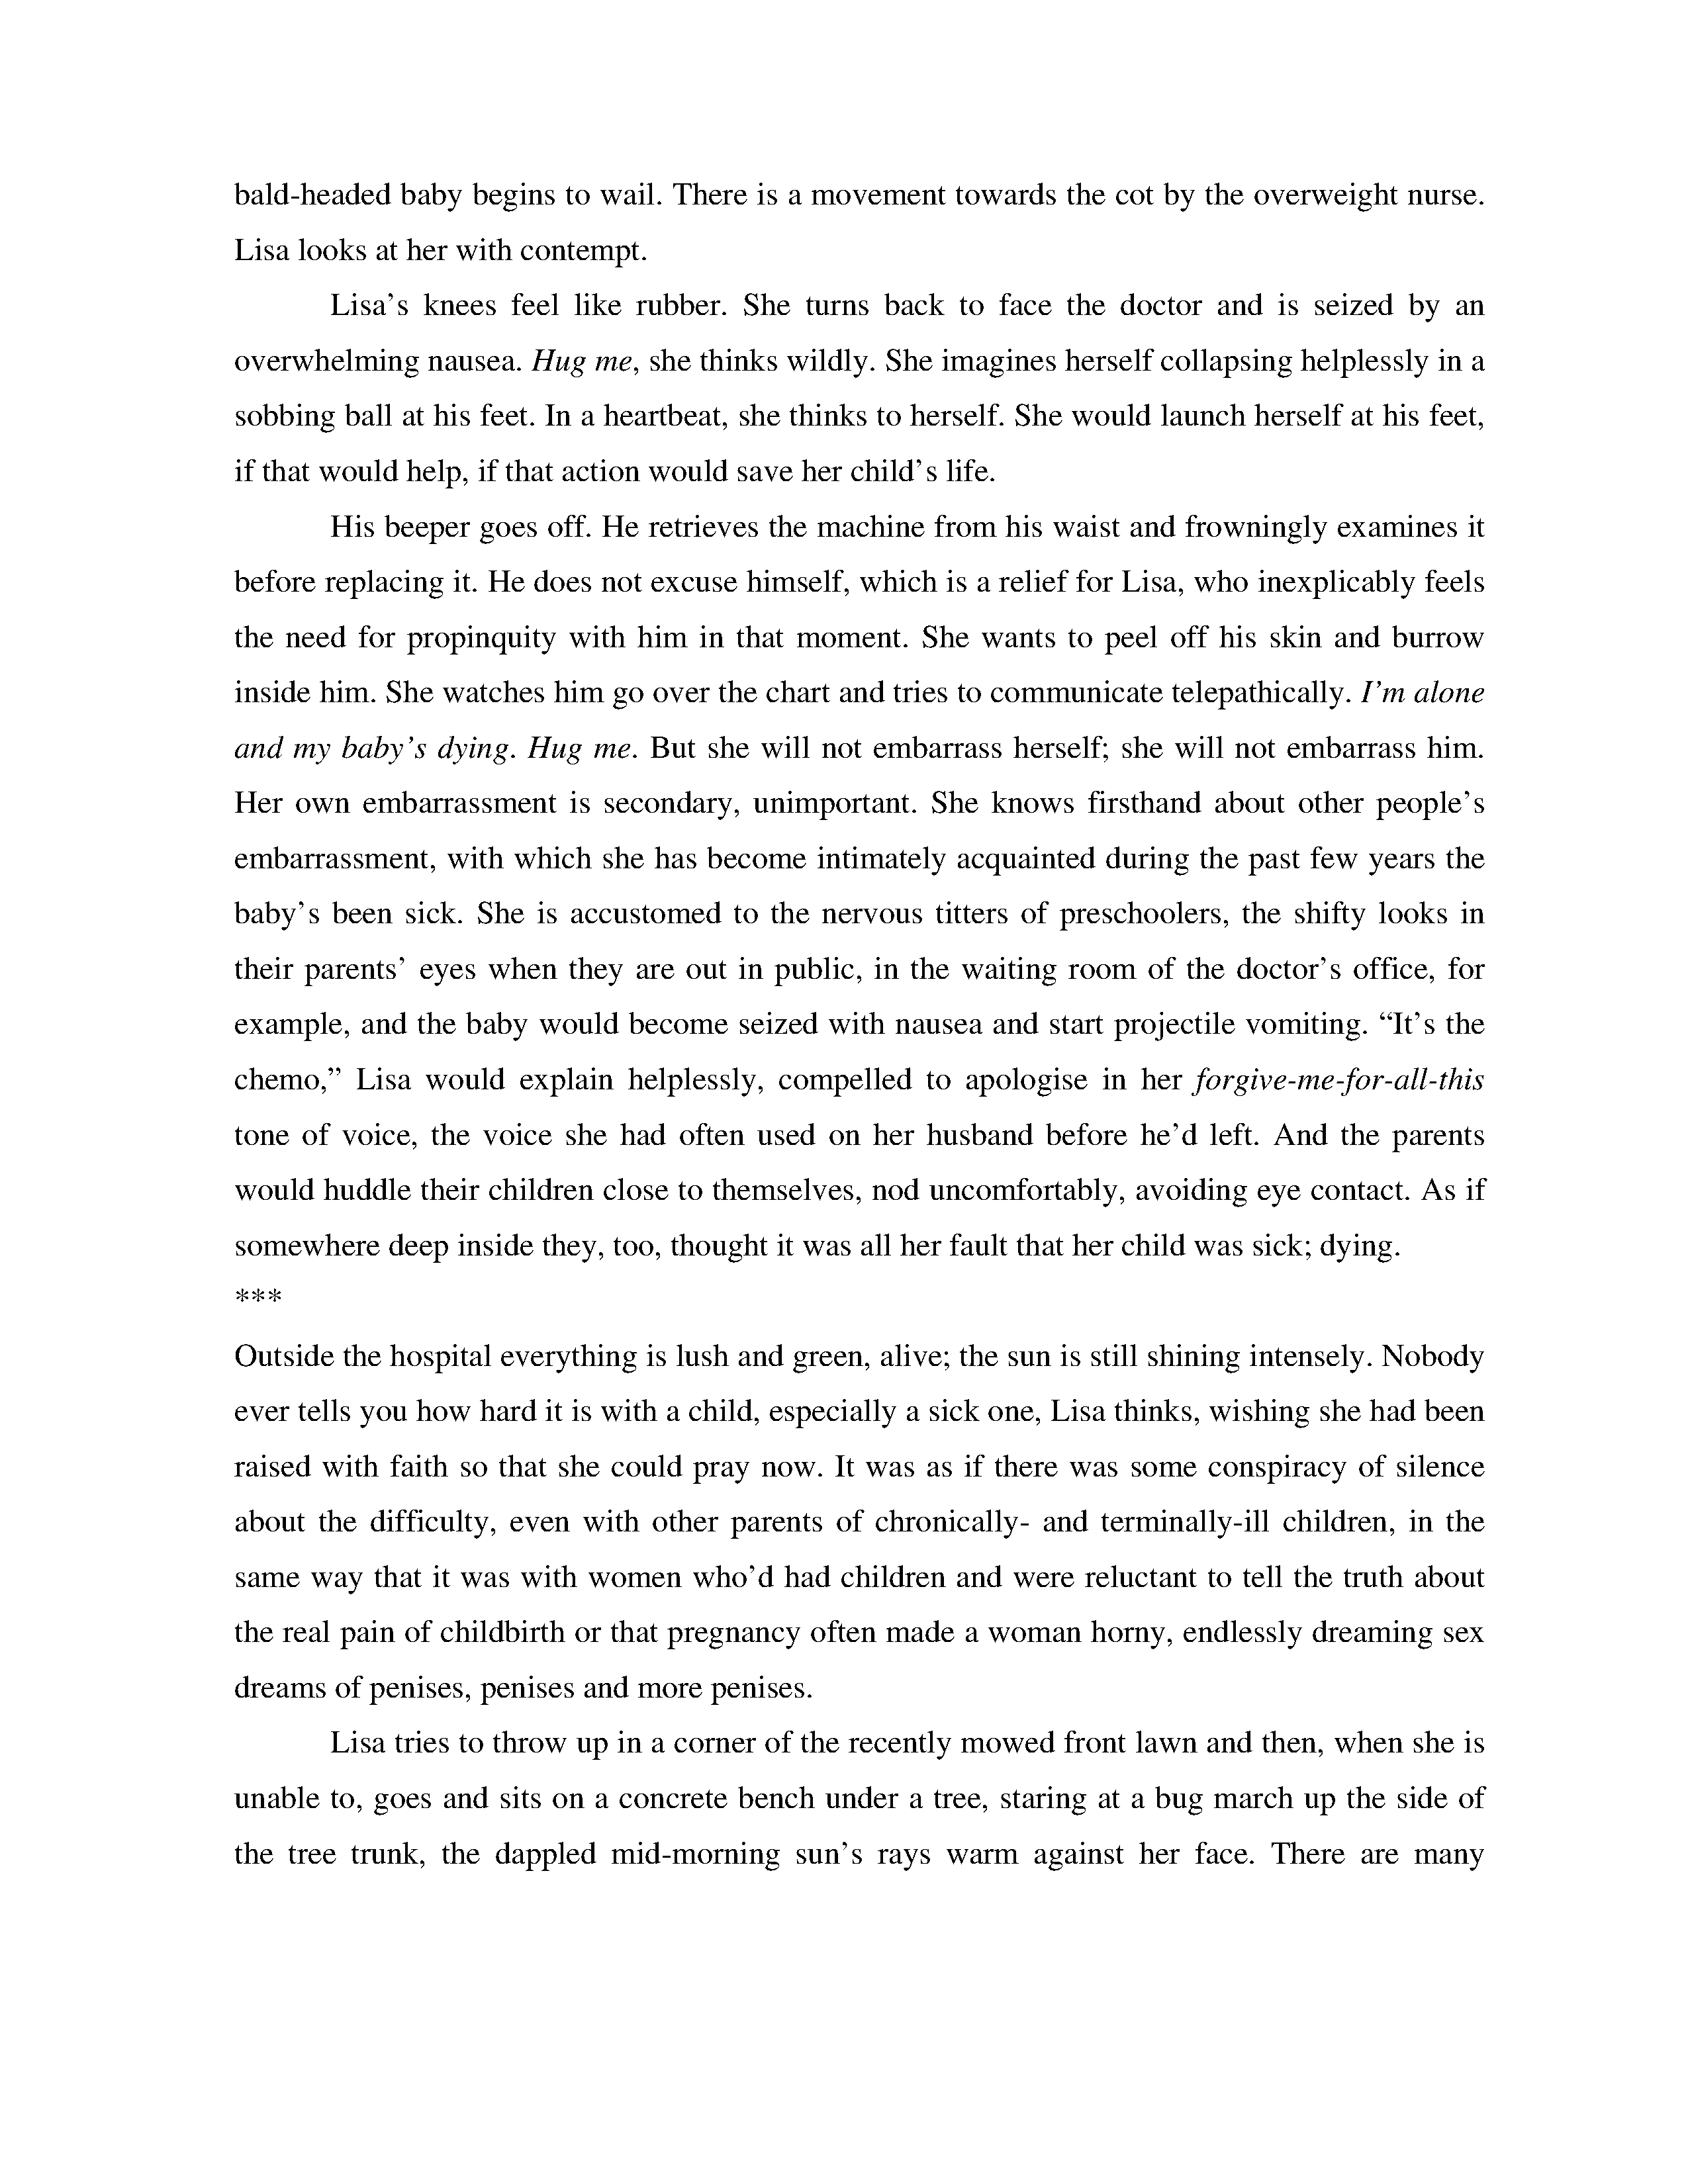 bald-headed baby begins to wail. There is a movement towards the cot by the overweight nurse.
Lisa looks at her with contempt.
Lisa’s knees feel like rubber. She turns back to face the doctor and is seized by an
overwhelming nausea. Hug me, she thinks wildly. She imagines herself collapsing helplessly in a
sobbing ball at his feet. In a heartbeat, she thinks to herself. She would launch herself at his feet,
if that would help, if that action would save her child’s life.
His beeper goes off. He retrieves the machine from his waist and frowningly examines it
before replacing it. He does not excuse himself, which is a relief for Lisa, who inexplicably feels
the need for propinquity with him in that moment. She wants to peel off his skin and burrow
inside him. She watches him go over the chart and tries to communicate telepathically. I’m alone
and my baby’s dying. Hug me. But she will not embarrass herself; she will not embarrass him.
Her own embarrassment is secondary, unimportant. She knows firsthand about other people’s
embarrassment, with which she has become intimately acquainted during the past few years the
baby’s been sick. She is accustomed to the nervous titters of preschoolers, the shifty looks in
their parents’ eyes when they are out in public, in the waiting room of the doctor’s office, for
example, and the baby would become seized with nausea and start projectile vomiting. “It’s the
chemo,” Lisa would explain helplessly, compelled to apologise in her forgive-me-for-all-this
tone of voice, the voice she had often used on her husband before he’d left. And the parents
would huddle their children close to themselves, nod uncomfortably, avoiding eye contact. As if
somewhere deep inside they, too, thought it was all her fault that her child was sick; dying.
***
Outside the hospital everything is lush and green, alive; the sun is still shining intensely. Nobody
ever tells you how hard it is with a child, especially a sick one, Lisa thinks, wishing she had been
raised with faith so that she could pray now. It was as if there was some conspiracy of silence
about the difficulty, even with other parents of chronically- and terminally-ill children, in the
same way that it was with women who’d had children and were reluctant to tell the truth about
the real pain of childbirth or that pregnancy often made a woman horny, endlessly dreaming sex
dreams of penises, penises and more penises.
Lisa tries to throw up in a corner of the recently mowed front lawn and then, when she is
unable to, goes and sits on a concrete bench under a tree, staring at a bug march up the side of
the tree trunk, the dappled mid-morning sun’s rays warm against her face. There are many